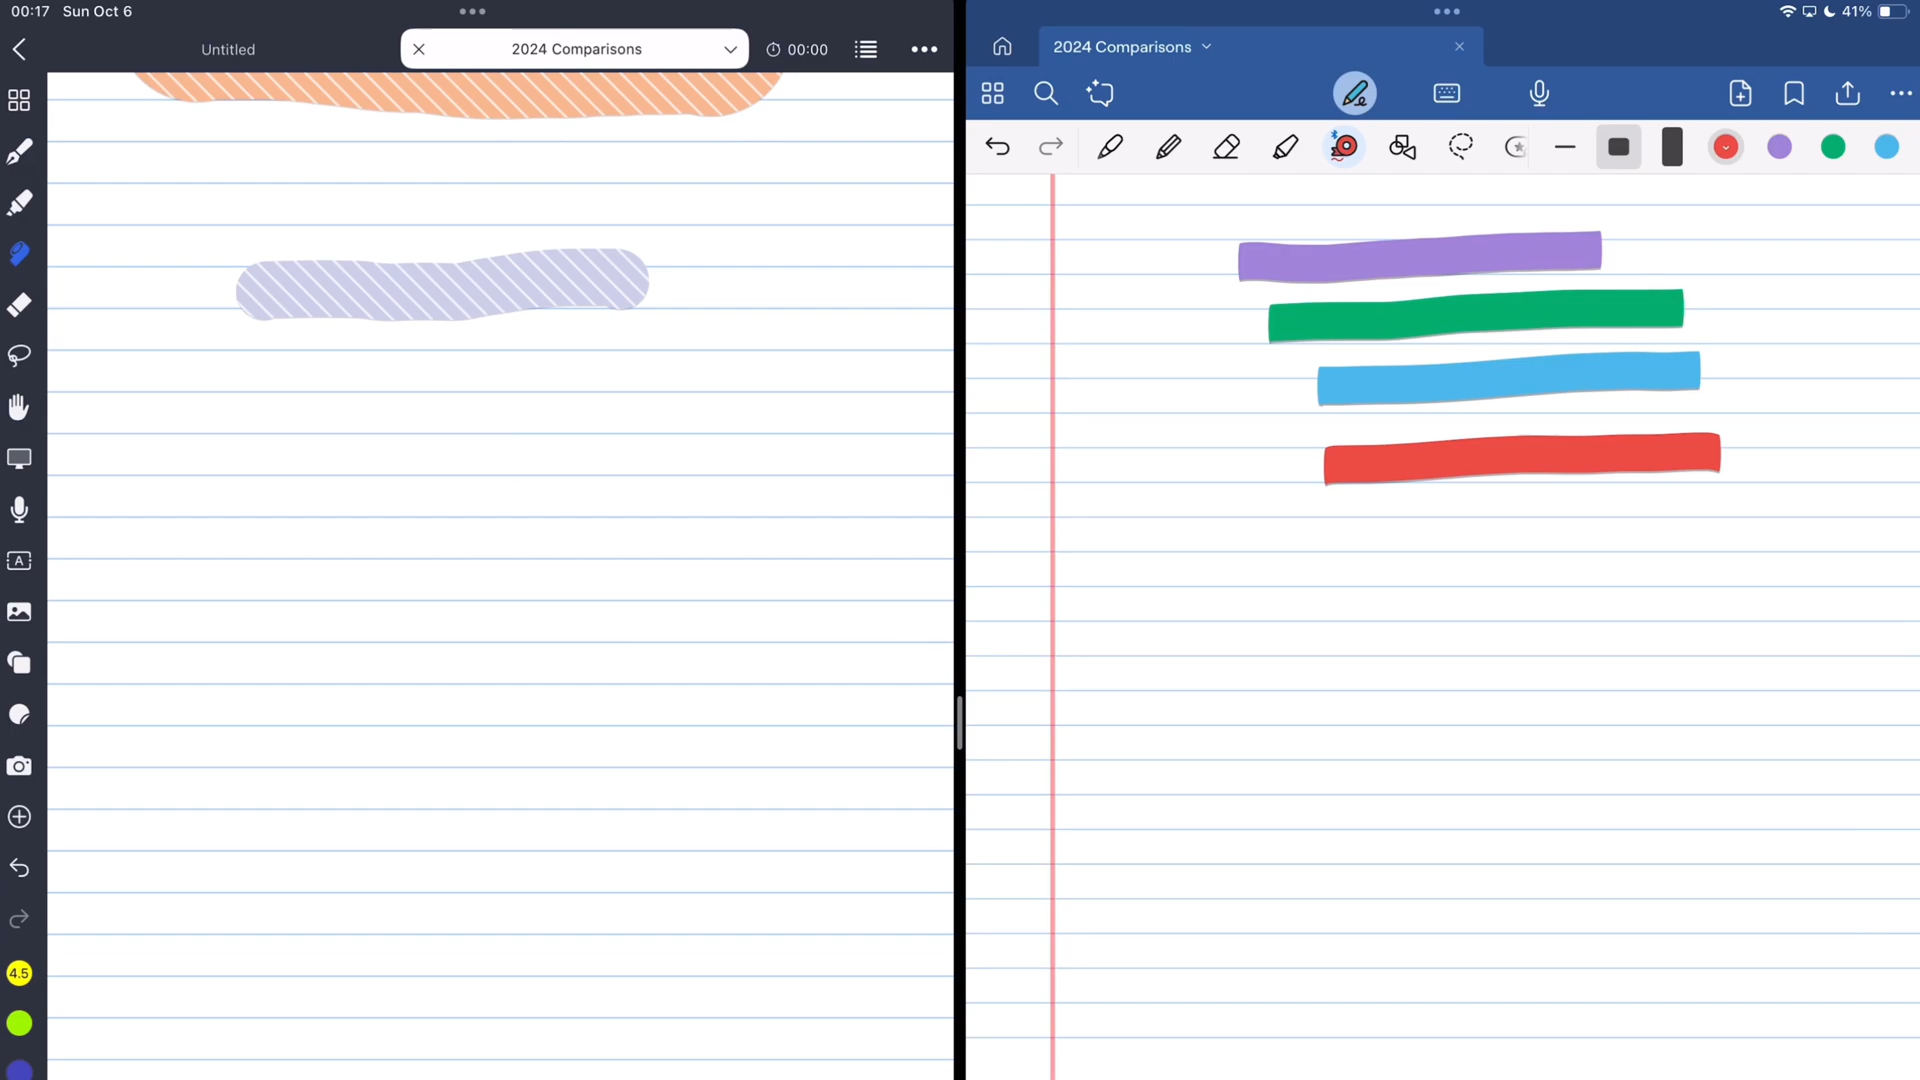 00:17 Sun Oct 6
41%
Untitled
2024 Comparisons
00:00
2024 Comparisons
A
4.5